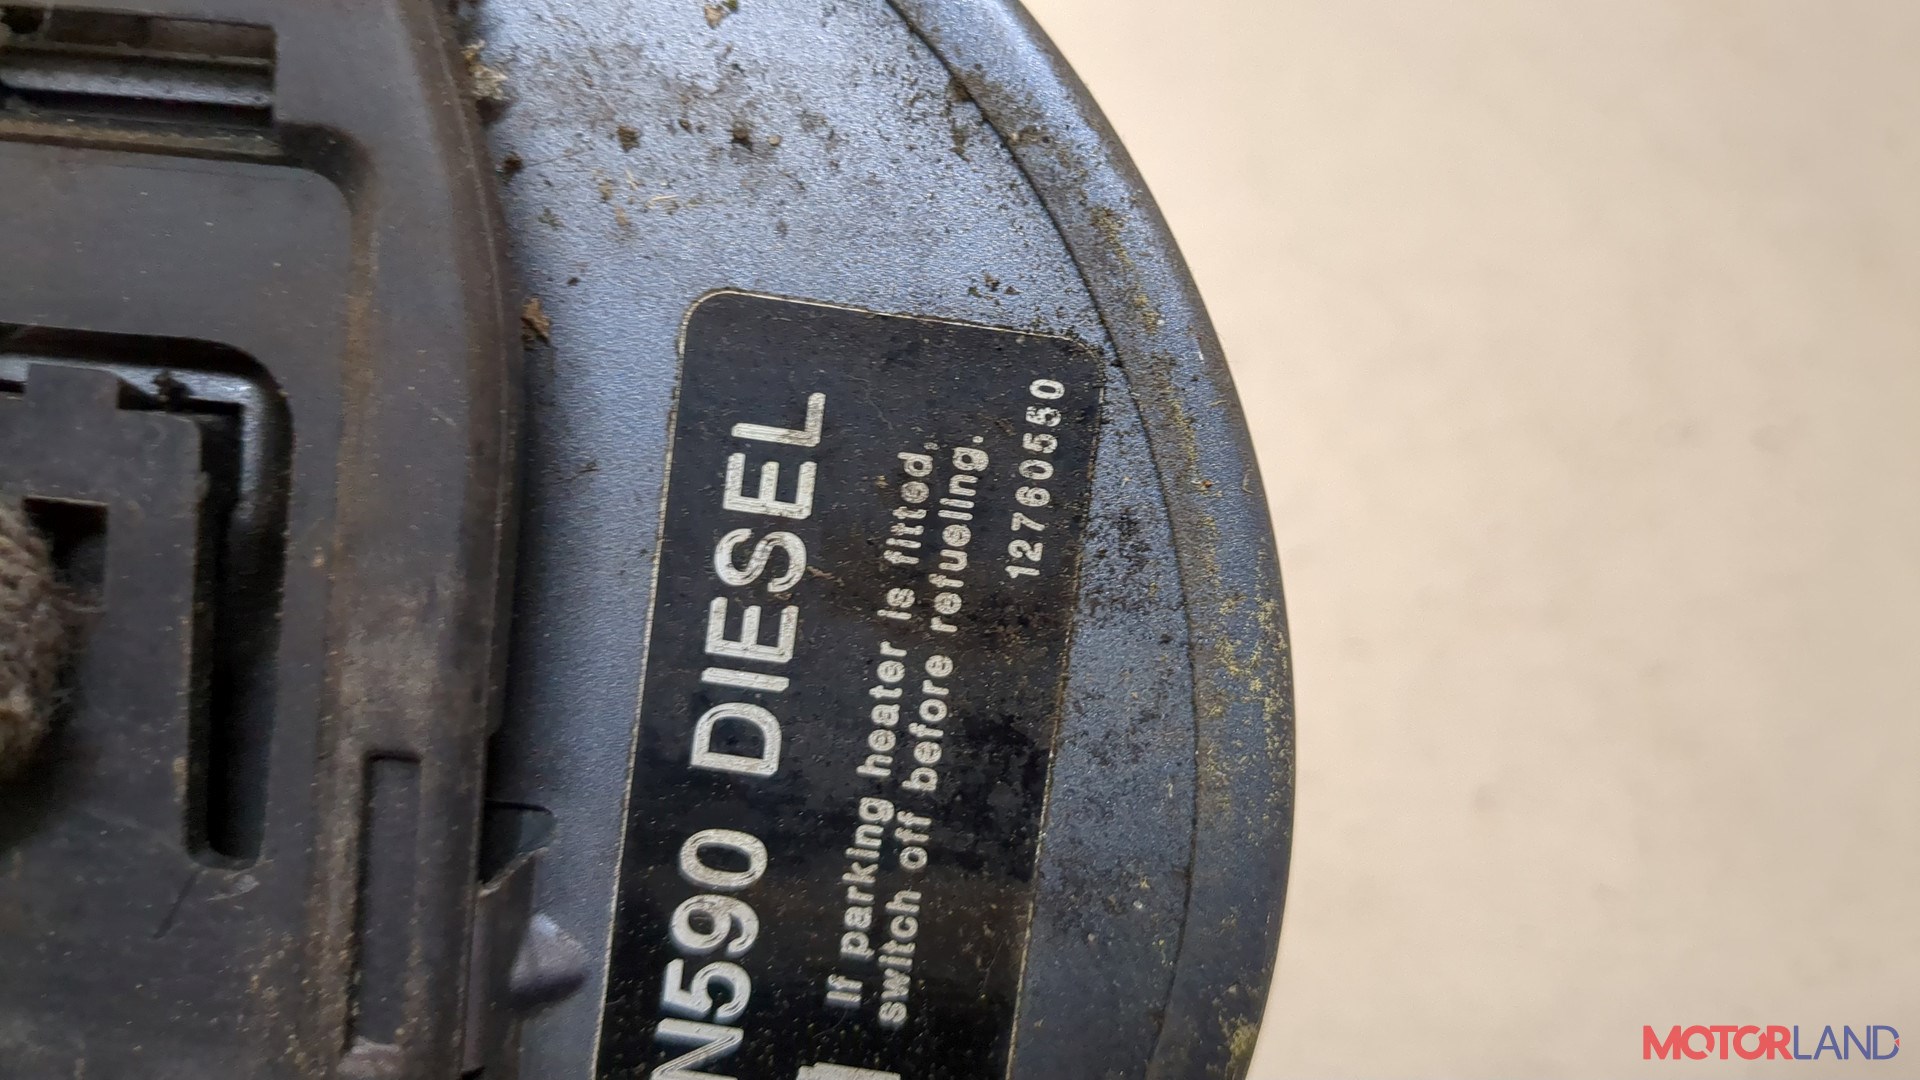 N590 DIESEL
If parking heater is fitted,
switch off before refueling.
12760550
MOTORLAND